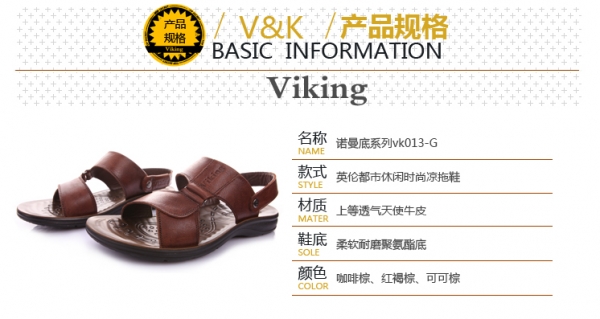 产品
规格
Viking
/ V&K /产品规格
BASIC INFORMATION
Viking
名称 诺曼底系列vk013-G
NAME
款式 英伦都市休闲时尚凉拖鞋
STYLE
材质 上等透气天使牛皮
MATER
鞋底 柔软耐磨聚氨酯底
SOLE
颜色 咖啡棕、红褐棕、可可棕
COLOR